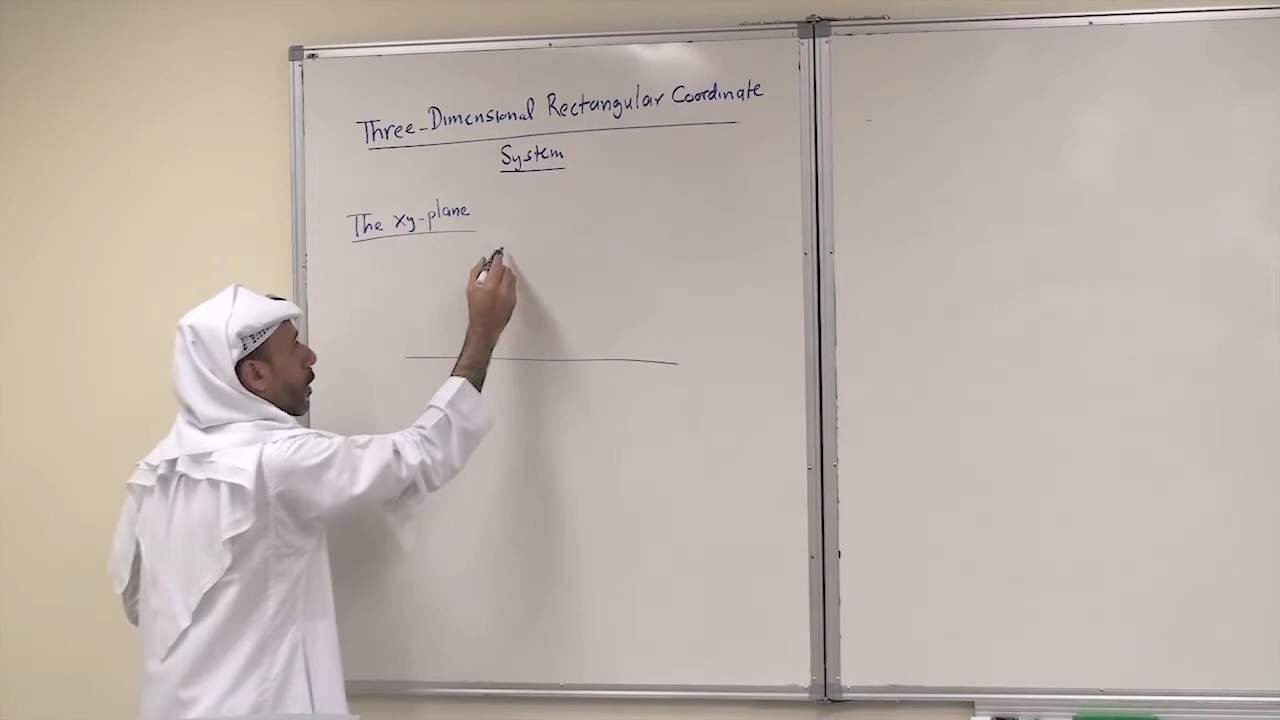 Three-Dimensional Rectangular Coordinate
System
The xy-plane